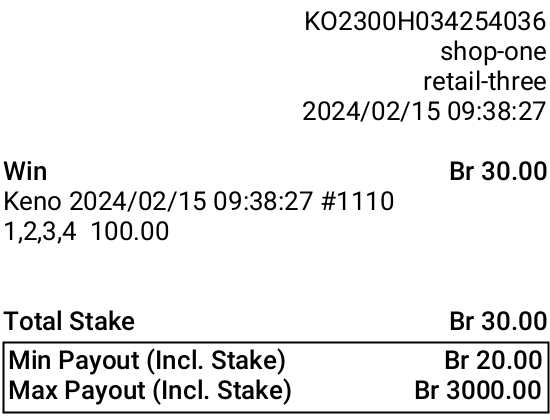 KO2300H034254036
shop-one
retail-three
2024/02/15 09:38:27
Win Br 30.00
Keno 2024/02/15 09:38:27 #1110
1,2,3,4 100.00
Total Stake Br 30.00
Min Payout (Incl. Stake) Br 20.00
Max Payout (Incl. Stake) Br 3000.00